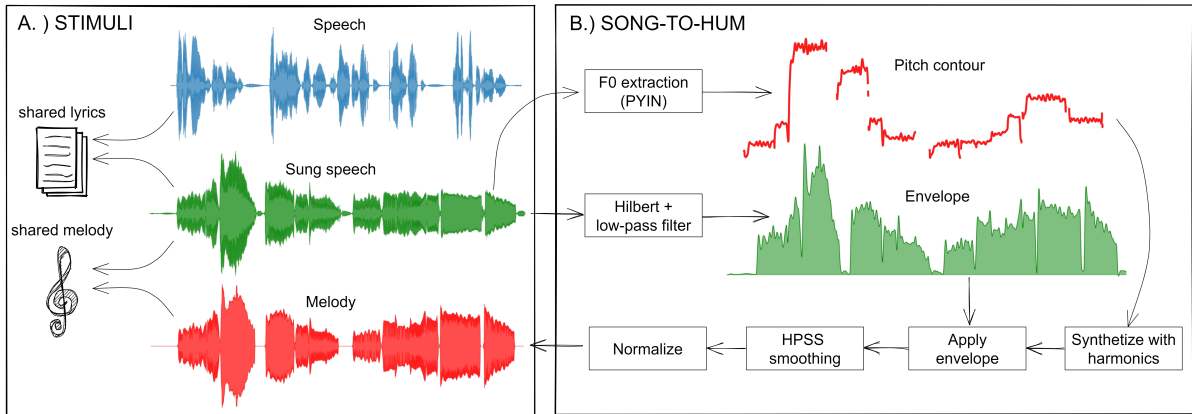 A. ) STIMULI
Speech
shared lyrics
Sung speech
shared melody
Melody
B.) SONG-TO-HUM
F0 extraction
(PYIN)
Pitch contour
Hilbert +
low-pass filter
Envelope
Normalize
HPSS
smoothing
Apply
envelope
Synthetize with
harmonics